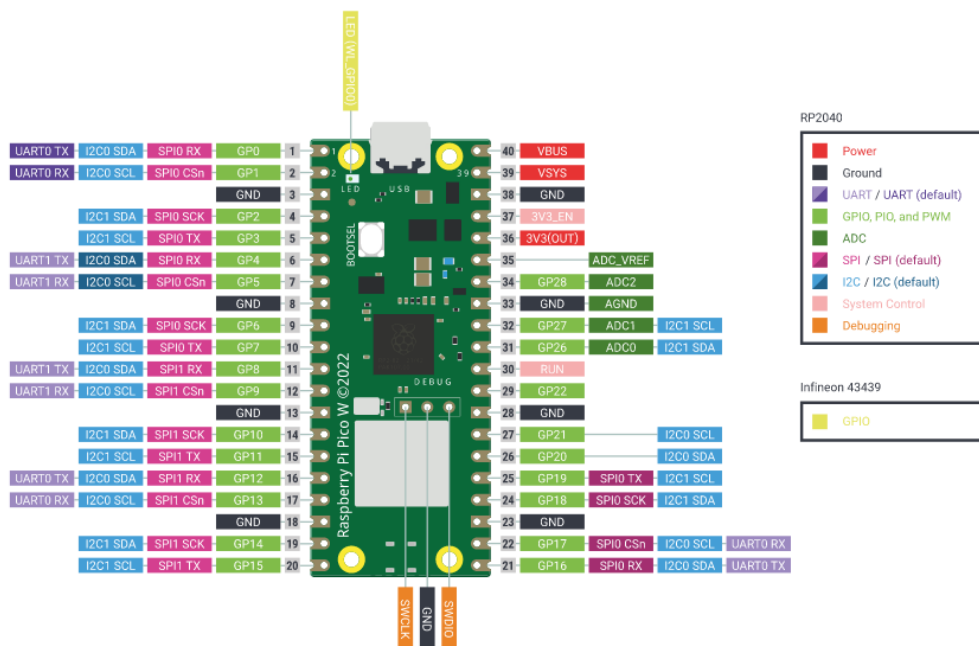 LED (WL_GPIO0)
UART0 TX I2C0 SDA SPI0 RX GP0 1
UART0 RX I2C0 SCL SPI0 CSn GP1 2
GND 3
I2C1 SDA SPI0 SCK GP2 4
I2C1 SCL SPI0 TX GP3 5
UART1 TX I2C0 SDA SPI0 RX GP4 6
UART1 RX I2C0 SCL SPI0 CSn GP5 7
GND 8
I2C1 SDA SPI0 SCK GP6 9
I2C1 SCL SPI0 TX GP7 10
UART1 TX I2C0 SDA SPI1 RX GP8 11
UART1 RX I2C0 SCL SPI1 CSn GP9 12
GND 13
I2C1 SDA SPI1 SCK GP10 14
I2C1 SCL SPI1 TX GP11 15
UART0 TX I2C0 SDA SPI1 RX GP12 16
UART0 RX I2C0 SCL SPI1 CSn GP13 17
GND 18
I2C1 SDA SPI1 SCK GP14 19
I2C1 SCL SPI1 TX GP15 20
1
2
39
LED
USB
BOOTSEL
DEBUG
Raspberry Pi Pico W ©2022
40 VBUS
39 VSYS
38 GND
37 3V3_EN
36 3V3(OUT)
35 ADC_VREF
34 GP28 ADC2
33 GND AGND
32 GP27 ADC1 I2C1 SCL
31 GP26 ADC0 I2C1 SDA
30 RUN
29 GP22
28 GND
27 GP21 I2C0 SCL
26 GP20 I2C0 SDA
25 GP19 SPI0 TX I2C1 SCL
24 GP18 SPI0 SCK I2C1 SDA
23 GND
22 GP17 SPI0 CSn I2C0 SCL UART0 RX
21 GP16 SPI0 RX I2C0 SDA UART0 TX
SWCLK
GND
SWDIO
RP2040
Power
Ground
UART / UART (default)
GPIO, PIO, and PWM
ADC
SPI / SPI (default)
I2C / I2C (default)
System Control
Debugging
Infineon 43439
GPIO